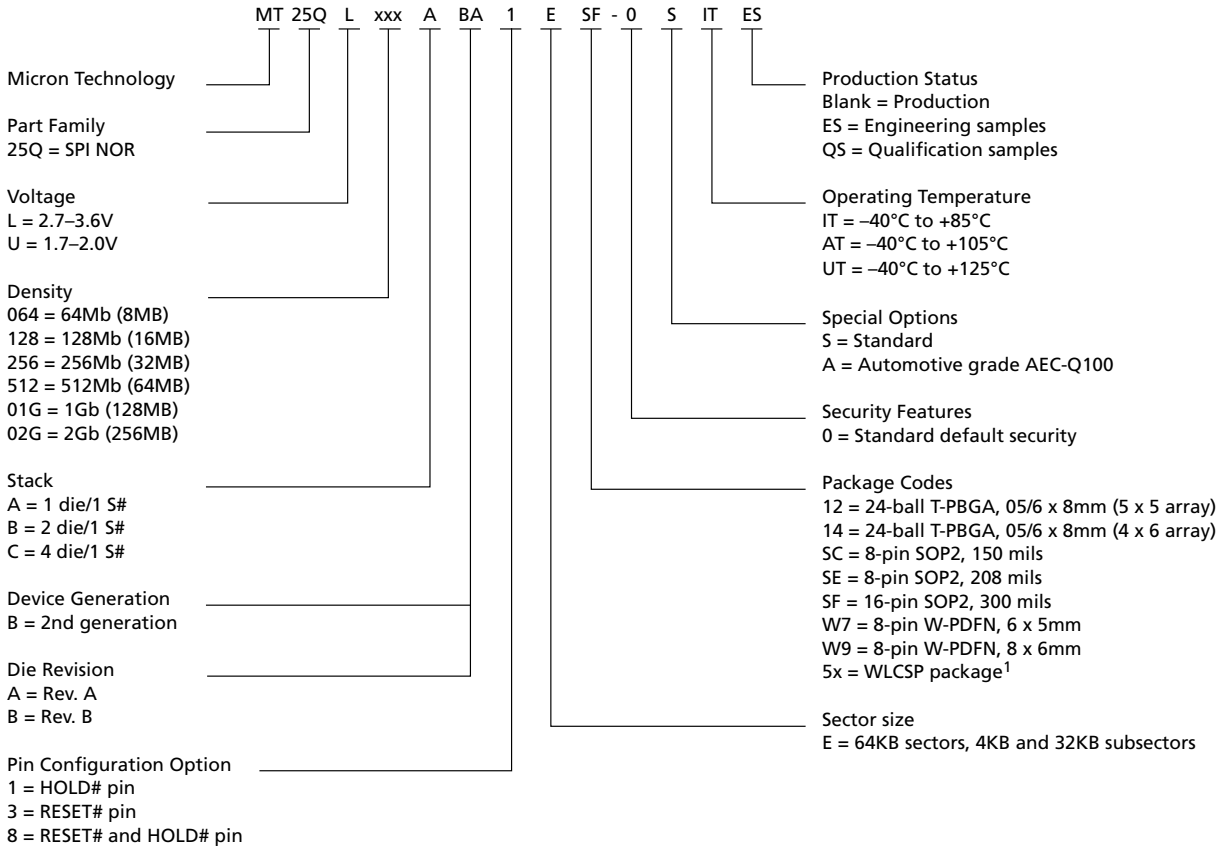 MT 25Q L xxx A BA 1 E SF - 0 S IT ES
Micron Technology
Part Family
25Q = SPI NOR
Voltage
L = 2.7–3.6V
U = 1.7–2.0V
Density
064 = 64Mb (8MB)
128 = 128Mb (16MB)
256 = 256Mb (32MB)
512 = 512Mb (64MB)
01G = 1Gb (128MB)
02G = 2Gb (256MB)
Stack
A = 1 die/1 S#
B = 2 die/1 S#
C = 4 die/1 S#
Device Generation
B = 2nd generation
Die Revision
A = Rev. A
B = Rev. B
Pin Configuration Option
1 = HOLD# pin
3 = RESET# pin
8 = RESET# and HOLD# pin
Production Status
Blank = Production
ES = Engineering samples
QS = Qualification samples
Operating Temperature
IT = –40°C to +85°C
AT = –40°C to +105°C
UT = –40°C to +125°C
Special Options
S = Standard
A = Automotive grade AEC-Q100
Security Features
0 = Standard default security
Package Codes
12 = 24-ball T-PBGA, 05/6 x 8mm (5 x 5 array)
14 = 24-ball T-PBGA, 05/6 x 8mm (4 x 6 array)
SC = 8-pin SOP2, 150 mils
SE = 8-pin SOP2, 208 mils
SF = 16-pin SOP2, 300 mils
W7 = 8-pin W-PDFN, 6 x 5mm
W9 = 8-pin W-PDFN, 8 x 6mm
5x = WLCSP package1
Sector size
E = 64KB sectors, 4KB and 32KB subsectors